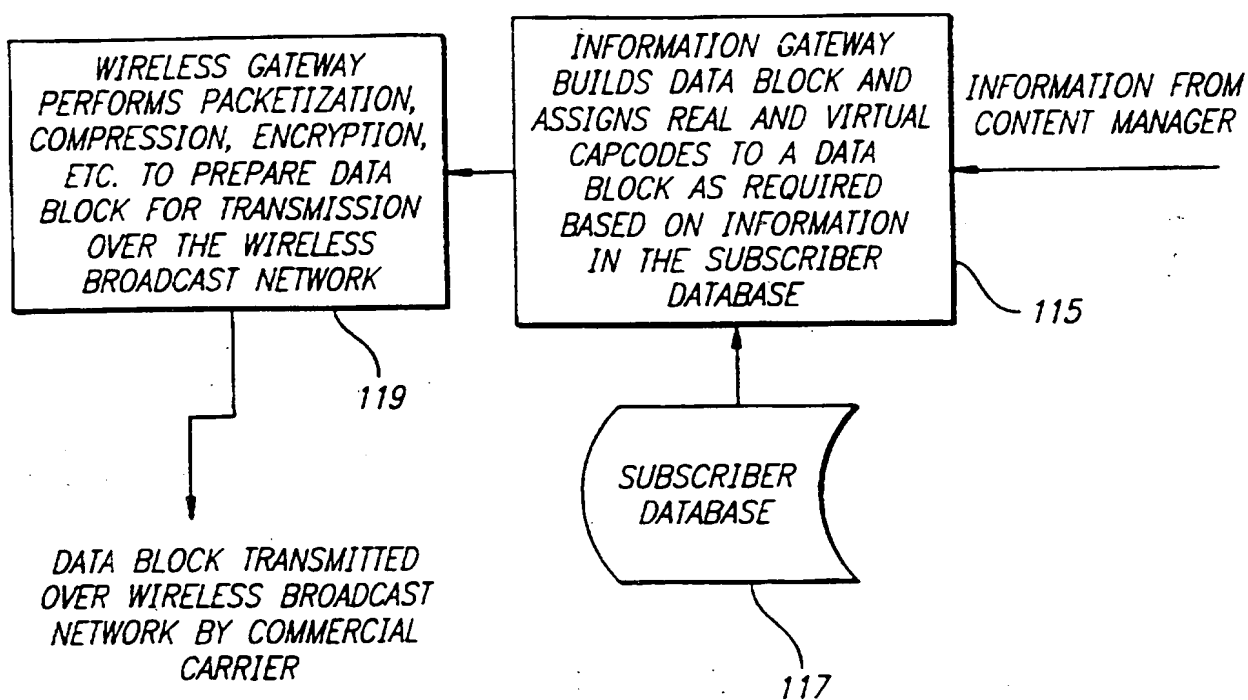 WIRELESS GATEWAY
PERFORMS PACKETIZATION,
COMPRESSION, ENCRYPTION,
ETC. TO PREPARE DATA
BLOCK FOR TRANSMISSION
OVER THE WIRELESS
BROADCAST NETWORK
119
INFORMATION GATEWAY
BUILDS DATA BLOCK AND
ASSIGNS REAL AND VIRTUAL
CAPCODES TO A DATA
BLOCK AS REQUIRED
BASED ON INFORMATION
IN THE SUBSCRIBER
DATABASE
115
INFORMATION FROM
CONTENT MANAGER
SUBSCRIBER
DATABASE
117
DATA BLOCK TRANSMITTED
OVER WIRELESS BROADCAST
NETWORK BY COMMERCIAL
CARRIER